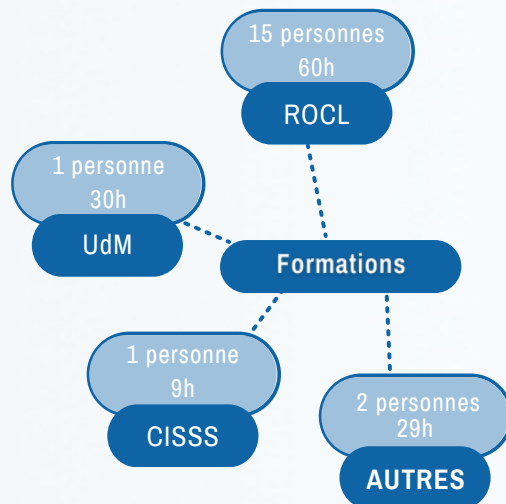 15 personnes
60h
ROCL
1 personne
30h
UdM
Formations
1 personne
9h
CISSS
2 personnes
29h
AUTRES